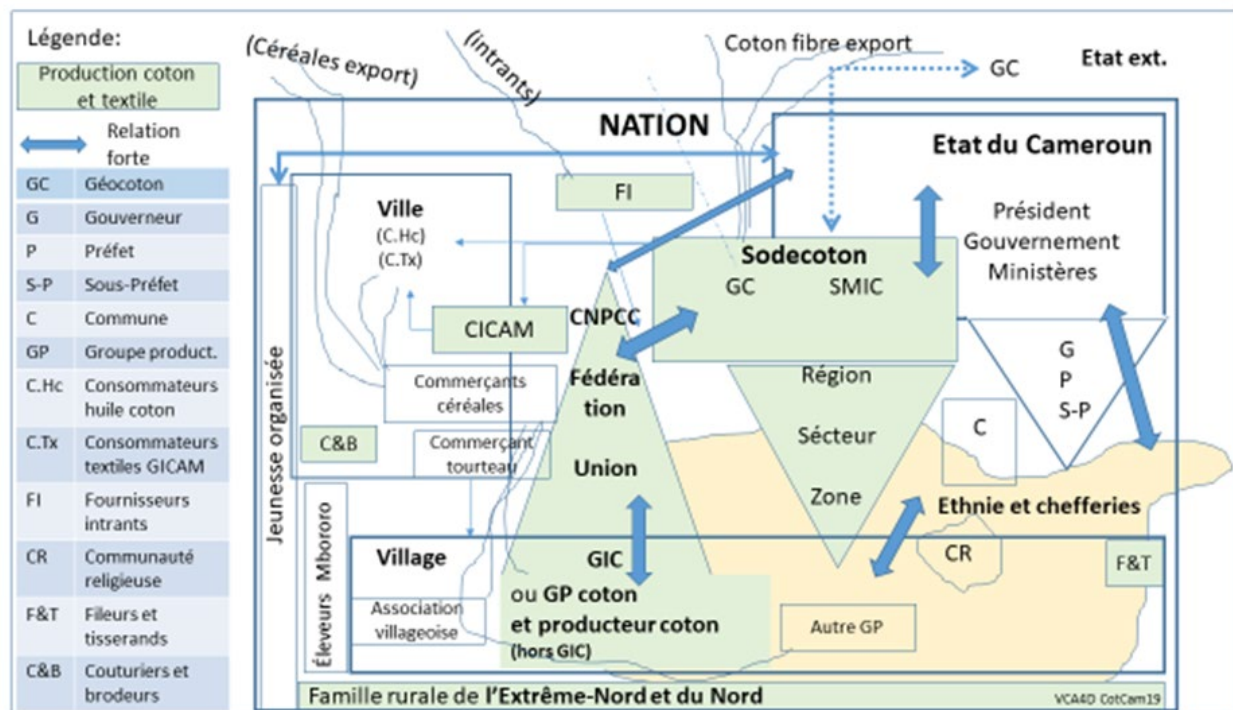 Légende:
Production coton
et textile
Relation
forte
GC Géocoton
G Gouverneur
P Préfet
S-P Sous-Préfet
C Commune
GP Groupe product.
C.Hc Consommateurs
huile coton
C.Tx Consommateurs
textiles GICAM
FI Fournisseurs
intrants
CR Communauté
religieuse
F&T Fileurs et
tisserands
C&B Couturiers et
brodeurs
(Céréales export)
(intrants)
Coton fibre export
GC
Etat ext.
NATION
Etat du Cameroun
Président
Gouvernement
Ministères
FI
Ville
(C.Hc)
(C.Tx)
Sodecoton
GC SMIC
CICAM
CNPCC
Fédéra
tion
Union
Commerçants
céréales
Commerçant
tourteau
C&B
Jeunesse organisée
Éleveurs Mbororo
Région
Sécteur
Zone
G
P
S-P
C
Ethnie et chefferies
CR
F&T
Village
Association
villageoise
GIC
ou GP coton
et producteur coton
(hors GIC)
Autre GP
Famille rurale de l'Extrême-Nord et du Nord
VCA4D CotCam19